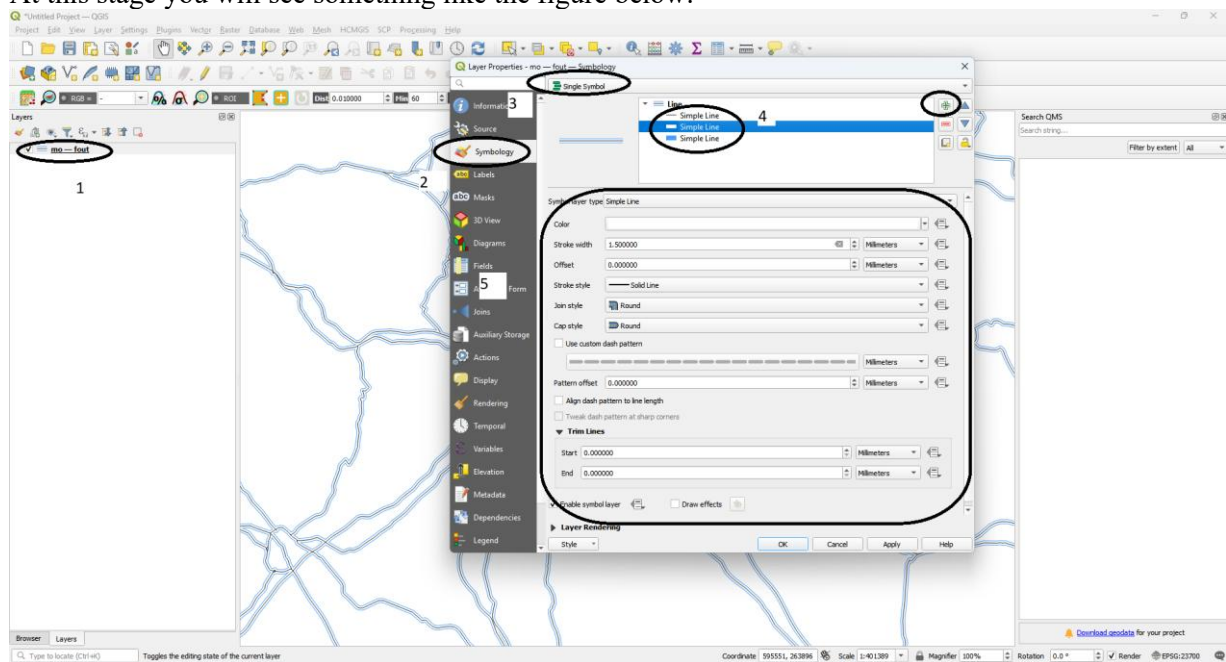 At this stage you will see something like the figure below.
*Untitled Project — QGIS
Project Edit View Layer Settings Plugins Vector Raster Database Web Mesh HCMGIS SCP Processing Help
RGB = - ROI Dist 0.010000 Min 60
Layers
mo — fout
1
Layer Properties - mo — fout — Symbology
Single Symbol
Information
3
Source
Symbology
2
Labels
Masks
3D View
Diagrams
Fields
5
Form
Joins
Auxiliary Storage
Actions
Display
Rendering
Temporal
Variables
Elevation
Metadata
Dependencies
Legend
Line
Simple Line
4
Simple Line
Simple Line
Symbol layer type Simple Line
Color
Stroke width 1.500000 Millimeters
Offset 0.000000 Millimeters
Stroke style Solid Line
Join style Round
Cap style Round
Use custom dash pattern
Millimeters
Pattern offset 0.000000 Millimeters
Align dash pattern to line length
Tweak dash pattern at sharp corners
Trim Lines
Start 0.000000 Millimeters
End 0.000000 Millimeters
Enable symbol layer Draw effects
Layer Rendering
Style OK Cancel Apply Help
Search QMS
Search string...
Filter by extent All
Download geodata for your project
Browser Layers
Type to locate (Ctrl+K) Toggles the editing state of the current layer Coordinate 595551, 263896 Scale 1:401389 Magnifier 100% Rotation 0.0 ° Render EPSG:23700